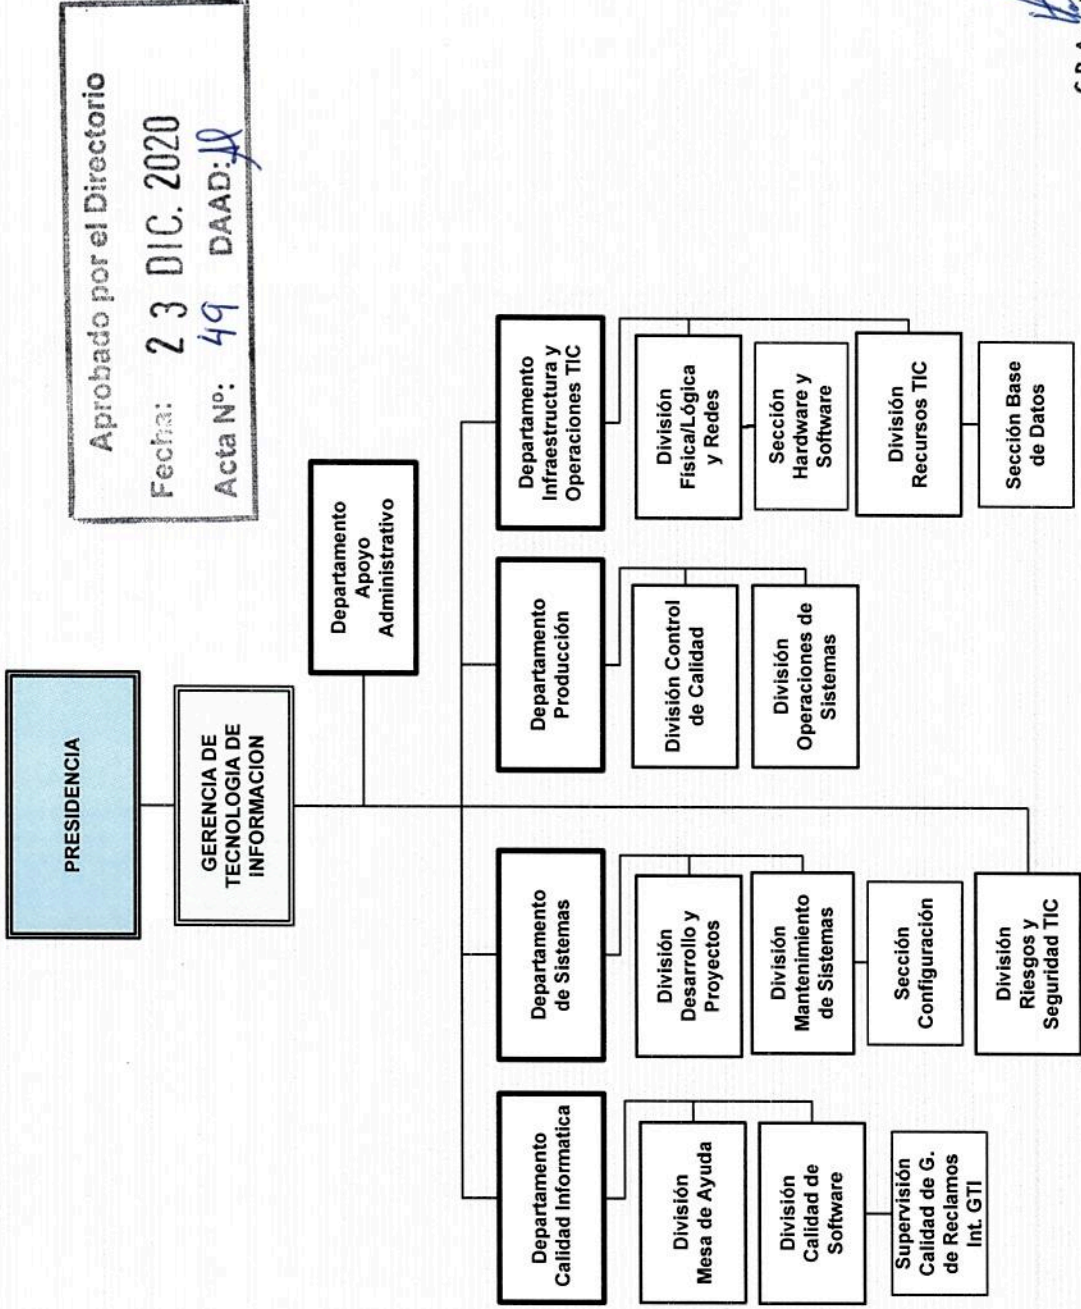 Aprobado por el Directorio
Fecha: 23 DIC. 2020
Acta Nº: 49 DAAD:
PRESIDENCIA
GERENCIA DE
TECNOLOGIA DE
INFORMACION
Departamento
Apoyo
Administrativo
Departamento
Calidad Informatica
División
Mesa de Ayuda
División
Calidad de
Software
Supervisión
Calidad de G.
de Reclamos
Int. GTI
Departamento
de Sistemas
División
Desarrollo y
Proyectos
División
Mantenimiento
de Sistemas
Sección
Configuración
División
Riesgos y
Seguridad TIC
Departamento
Producción
División Control
de Calidad
División
Operaciones de
Sistemas
Departamento
Infraestructura y
Operaciones TIC
División
Física/Lógica
y Redes
Sección
Hardware y
Software
División
Recursos TIC
Sección Base
de Datos